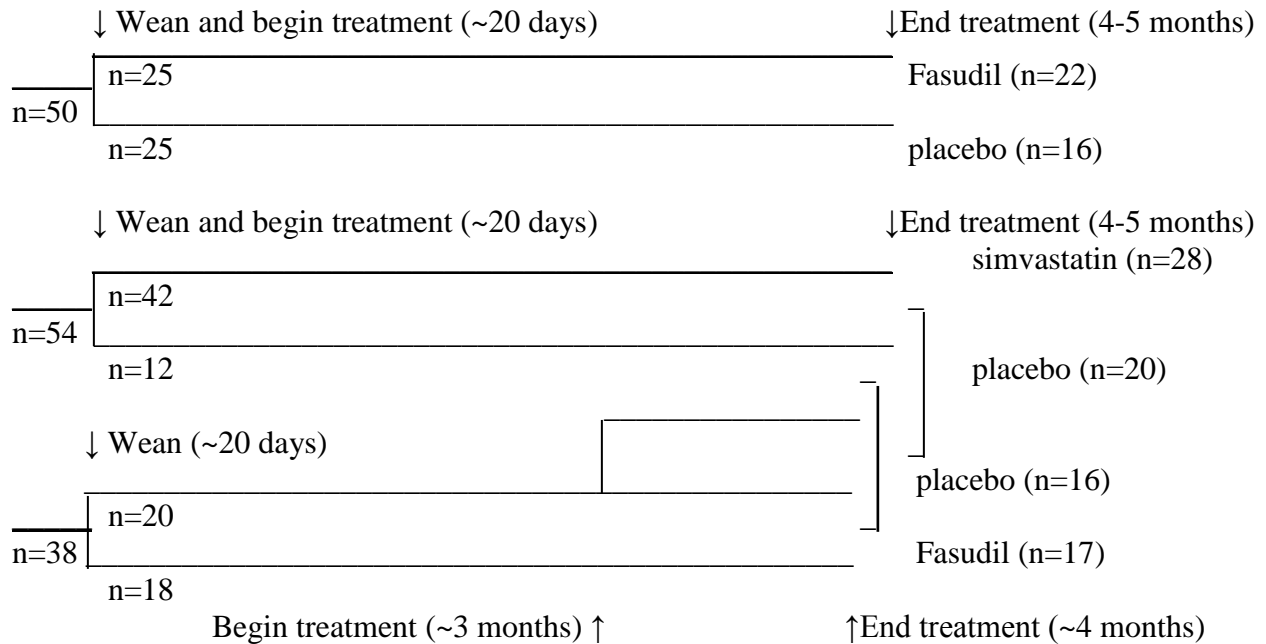 ↓ Wean and begin treatment (~20 days) ↓End treatment (4-5 months)
n=25 Fasudil (n=22)
n=50
n=25 placebo (n=16)
↓ Wean and begin treatment (~20 days) ↓End treatment (4-5 months)
simvastatin (n=28)
n=42
n=54
n=12 placebo (n=20)
↓ Wean (~20 days)
placebo (n=16)
n=20
n=38 Fasudil (n=17)
n=18
Begin treatment (~3 months) ↑ ↑End treatment (~4 months)